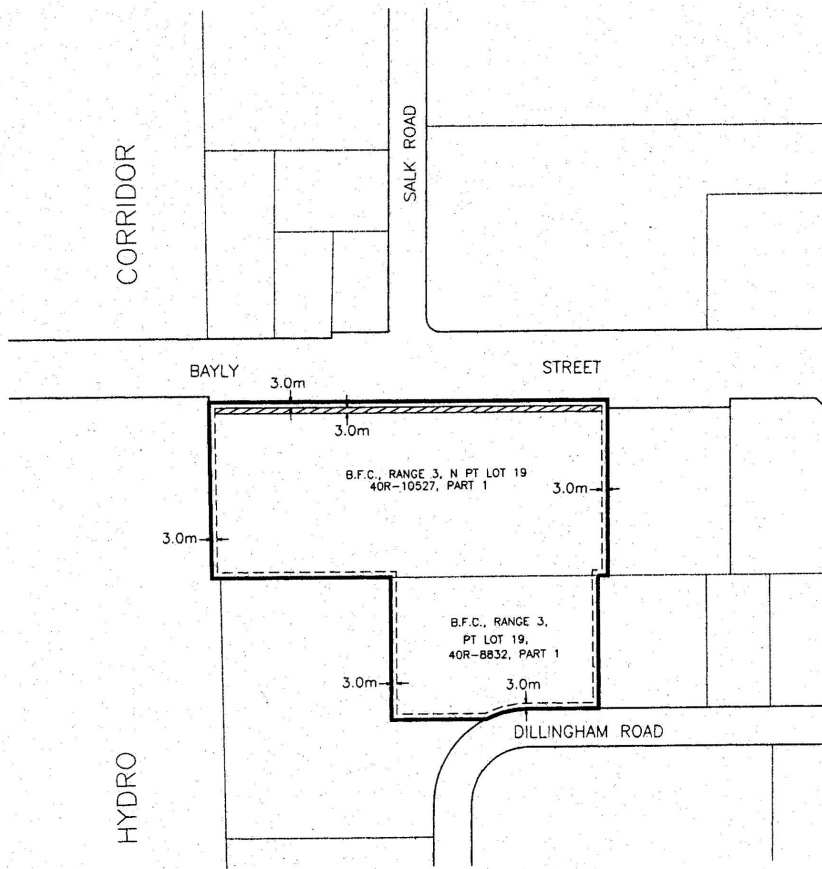 CORRIDOR
SALK ROAD
BAYLY
STREET
3.0m
3.0m
B.F.C., RANGE 3, N PT LOT 19
40R-10527, PART 1
3.0m
3.0m
B.F.C., RANGE 3,
PT LOT 19,
40R-8832, PART 1
3.0m
3.0m
DILLINGHAM ROAD
HYDRO